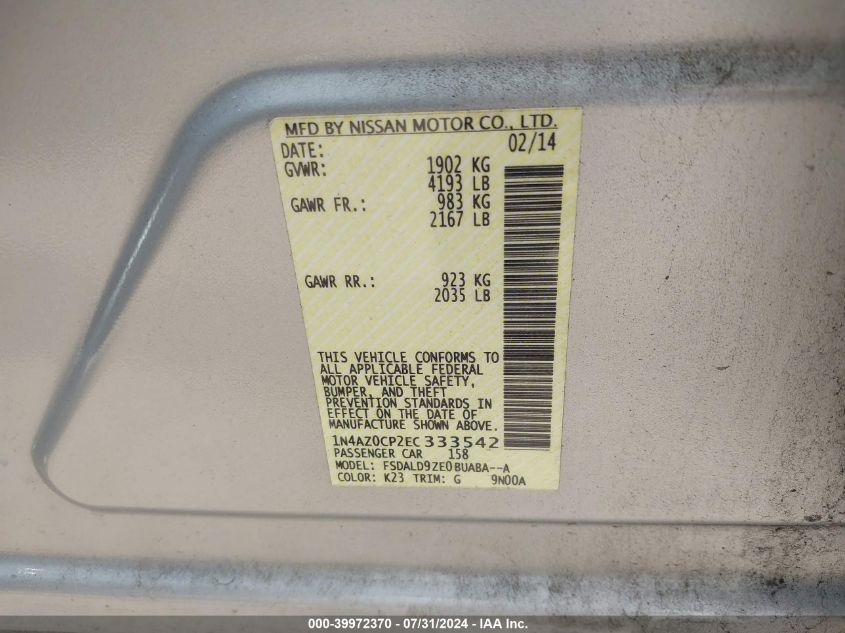 MFD BY NISSAN MOTOR CO., LTD.
DATE: 02/14
GVWR: 1902 KG
4193 LB
GAWR FR.: 983 KG
2167 LB
GAWR RR.: 923 KG
2035 LB
THIS VEHICLE CONFORMS TO
ALL APPLICABLE FEDERAL
MOTOR VEHICLE SAFETY,
BUMPER, AND THEFT
PREVENTION STANDARDS IN
EFFECT ON THE DATE OF
MANUFACTURE SHOWN ABOVE.
1N4AZ0CP2EC333542
PASSENGER CAR 158
MODEL: FSDALD9ZE0BUABA--A
COLOR: K23 TRIM: G 9N00A
000-39972370 - 07/31/2024 - IAA Inc.